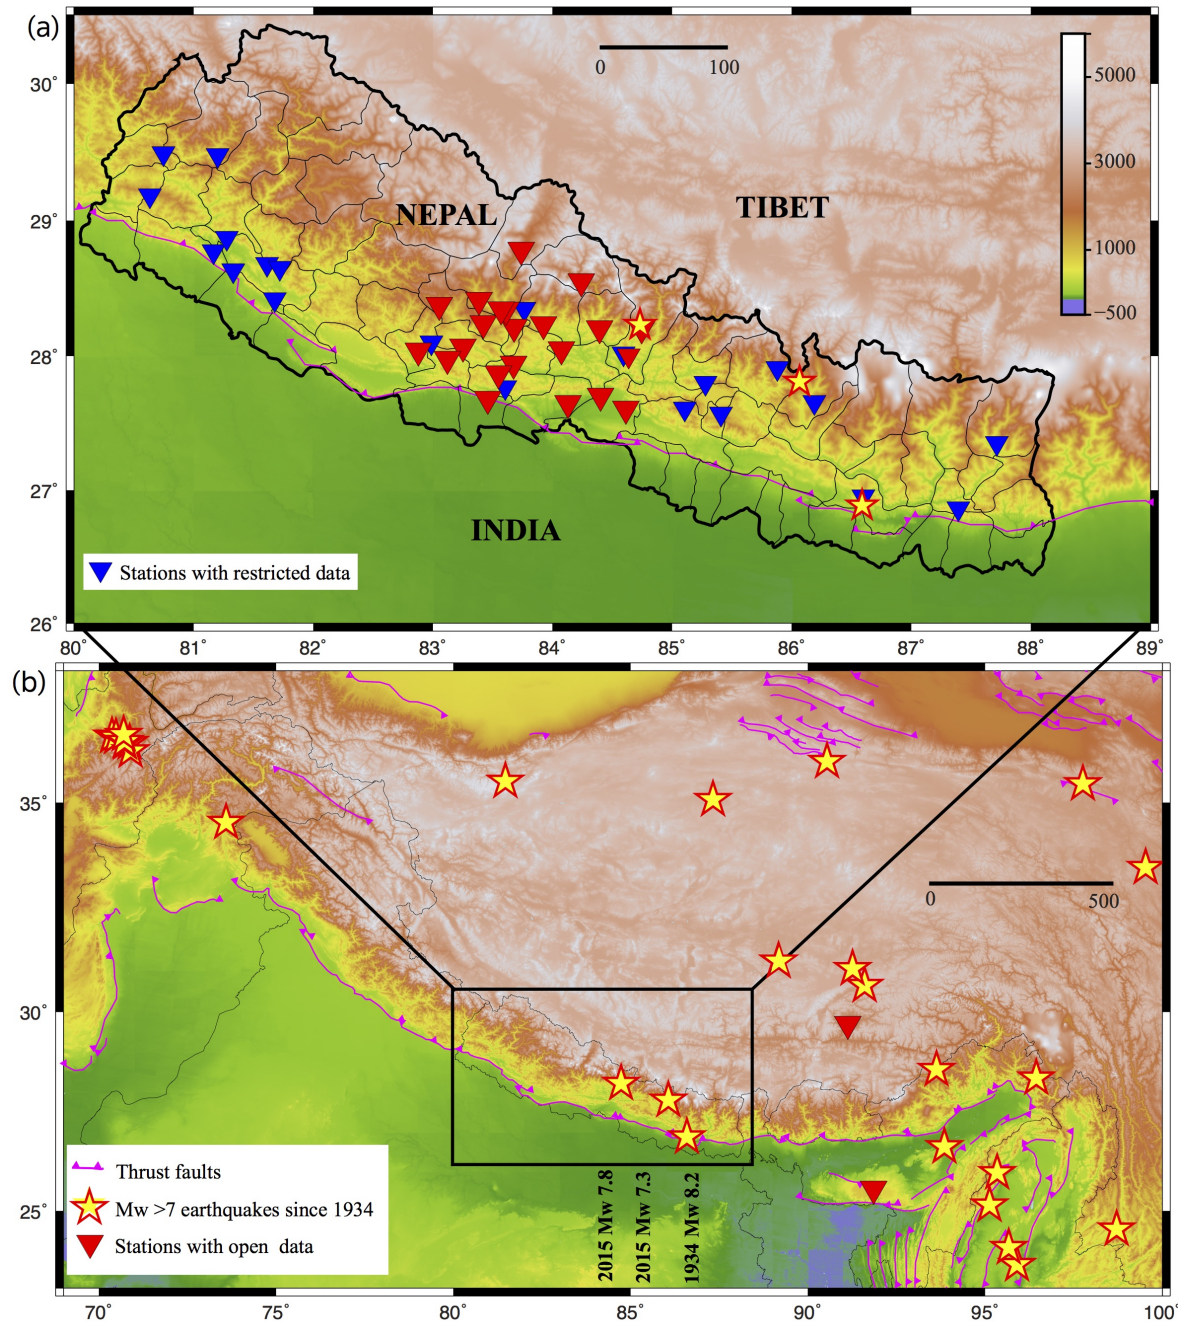 (a)
30°
29°
28°
27°
26°
0 100
5000
3000
1000
−500
NEPAL
TIBET
INDIA
Stations with restricted data
80° 81° 82° 83° 84° 85° 86° 87° 88° 89°
(b)
35°
30°
25°
0 500
Thrust faults
Mw >7 earthquakes since 1934
Stations with open data
2015 Mw 7.8
2015 Mw 7.3
1934 Mw 8.2
70° 75° 80° 85° 90° 95° 100°